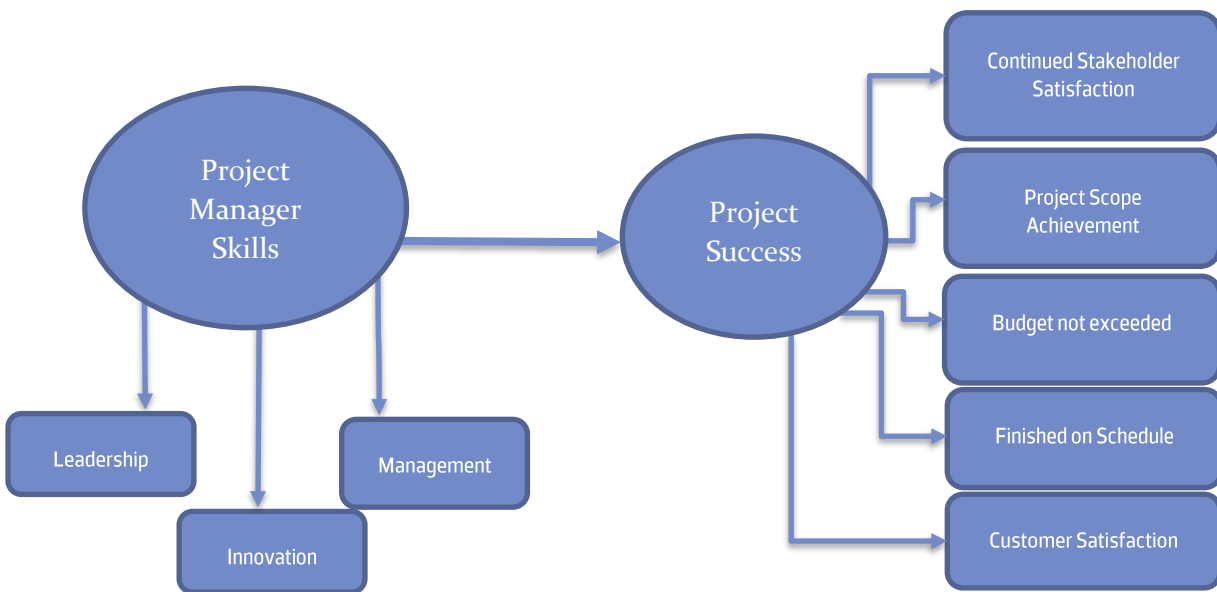 Project
Manager
Skills
Leadership
Innovation
Management
Project
Success
Continued Stakeholder
Satisfaction
Project Scope
Achievement
Budget not exceeded
Finished on Schedule
Customer Satisfaction